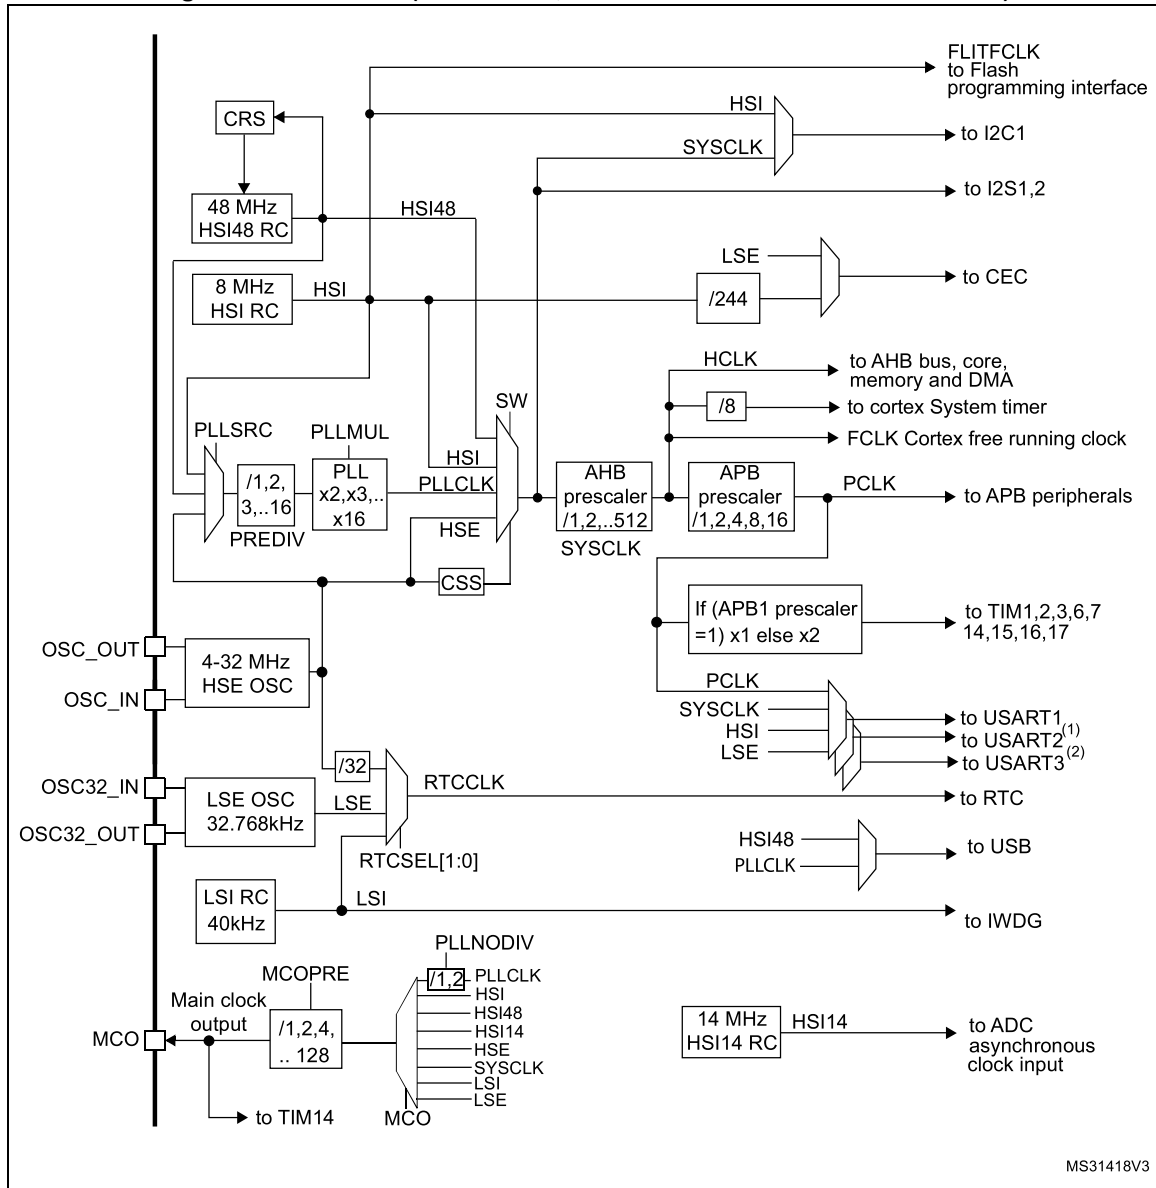 FLITFCLK
to Flash
programming interface
HSI
CRS
to I2C1
SYSCLK
to I2S1,2
48 MHz
HSI48 RC
HSI48
LSE
to CEC
8 MHz
HSI RC
HSI
/244
HCLK
to AHB bus, core,
memory and DMA
/8
to cortex System timer
SW
PLLSRC
PLLMUL
FCLK Cortex free running clock
HSI
/1,2,
3,..16
PREDIV
PLL
x2,x3,..
x16
PLLCLK
HSE
AHB
prescaler
/1,2,..512
SYSCLK
APB
prescaler
/1,2,4,8,16
PCLK
to APB peripherals
CSS
If (APB1 prescaler
=1) x1 else x2
to TIM1,2,3,6,7
14,15,16,17
OSC_OUT
OSC_IN
4-32 MHz
HSE OSC
PCLK
SYSCLK
HSI
LSE
to USART1
to USART2(1)
to USART3(2)
/32
OSC32_IN
OSC32_OUT
LSE OSC
32.768kHz
LSE
RTCCLK
to RTC
RTCSEL[1:0]
HSI48
PLLCLK
to USB
LSI RC
40kHz
LSI
to IWDG
PLLNODIV
/1,2
PLLCLK
HSI
HSI48
HSI14
HSE
SYSCLK
LSI
LSE
MCO
MCOPRE
/1,2,4,
.. 128
Main clock
output
MCO
to TIM14
14 MHz
HSI14 RC
HSI14
to ADC
asynchronous
clock input
MS31418V3